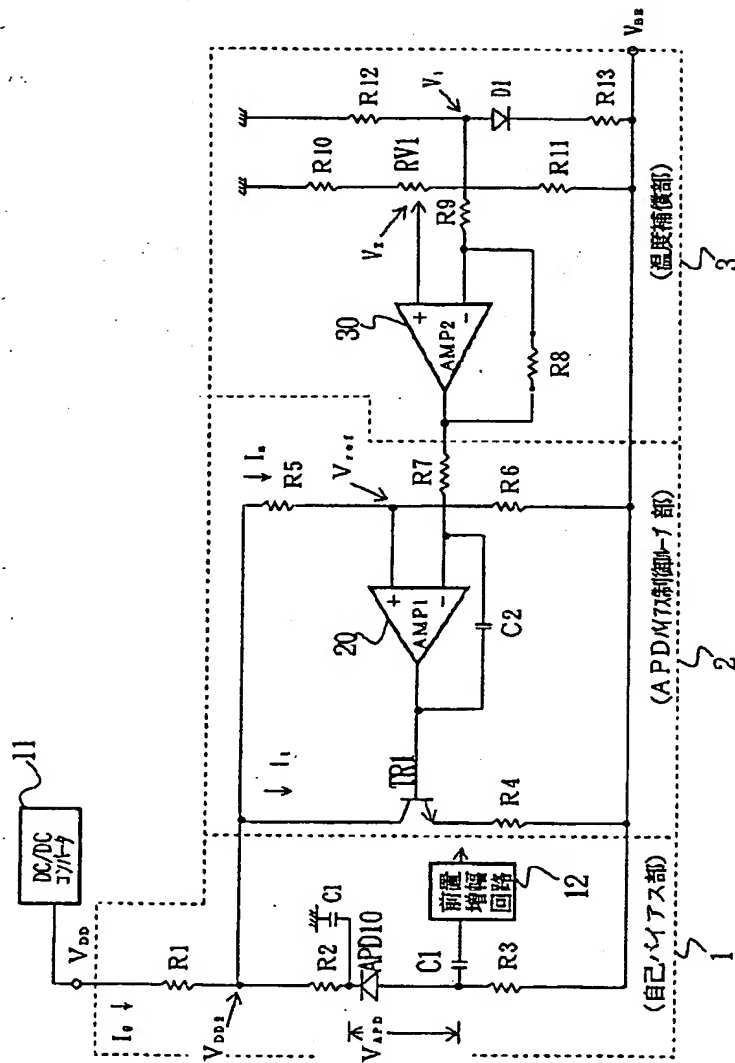 11
DC/DC
コンバータ
V_DD
I_0 ↓
R1
V_DD2
R2
C1
APD10
V_APD
C1
前置
増幅
回路
12
R3
(自己バイアス部)
1
I_1 ↓
TR1
R4
20
+
-
AMP1
C2
V_ref
↓
R5
R6
R7
(APDバイアス制御ループ部)
2
30
+
-
AMP2
R8
R9
V_2
R10
RV1
R11
R12
V_1
D1
R13
V_BB
(温度補償部)
3